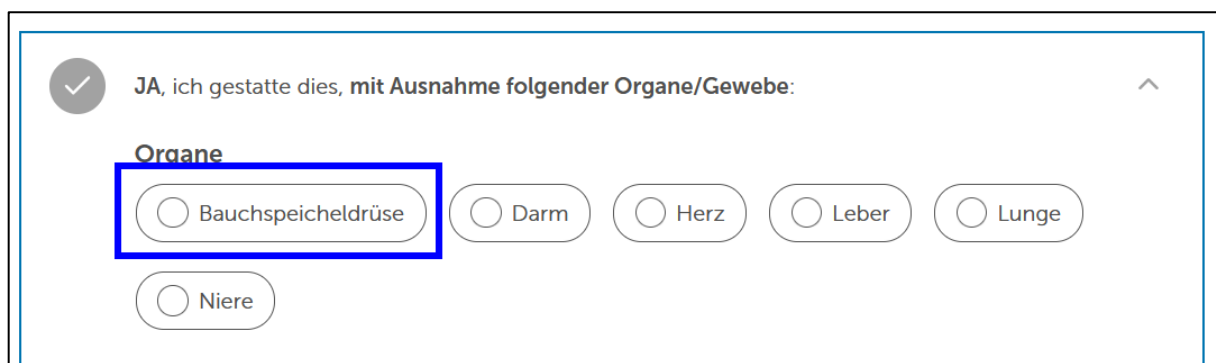 JA, ich gestatte dies, mit Ausnahme folgender Organe/Gewebe:
Organe
Bauchspeicheldrüse Darm Herz Leber Lunge
Niere